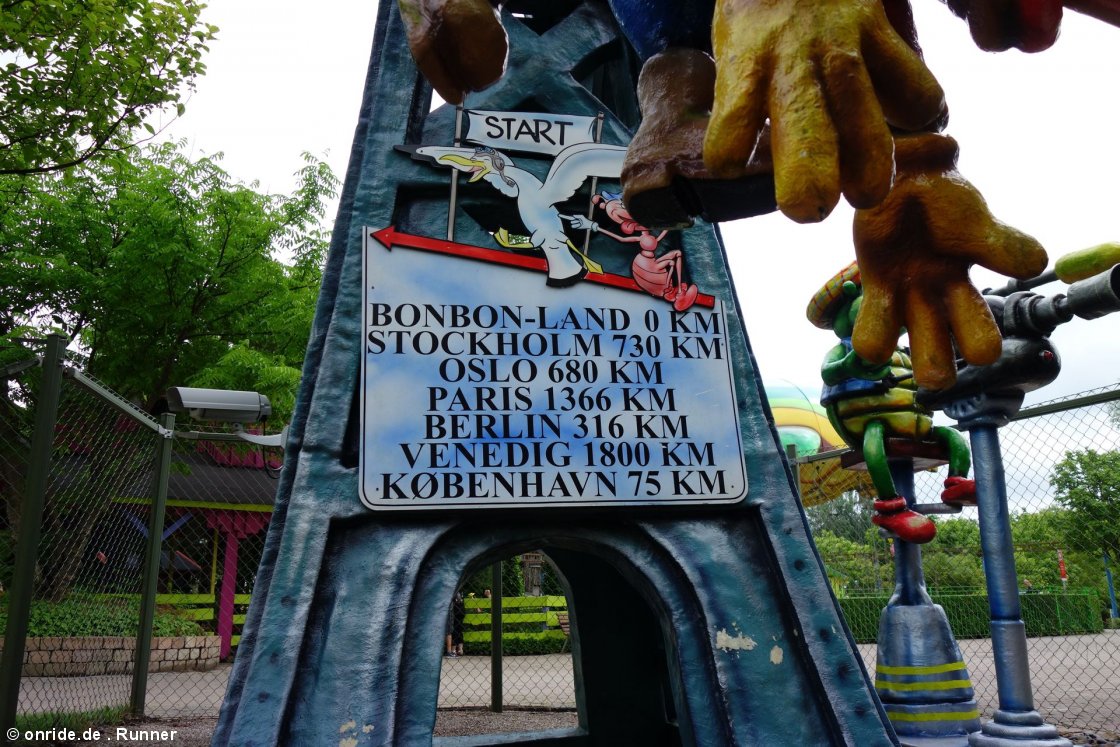 START
BONBON-LAND 0 KM
STOCKHOLM 730 KM
OSLO 680 KM
PARIS 1366 KM
BERLIN 316 KM
VENEDIG 1800 KM
KØBENHAVN 75 KM
© onride.de . Runner